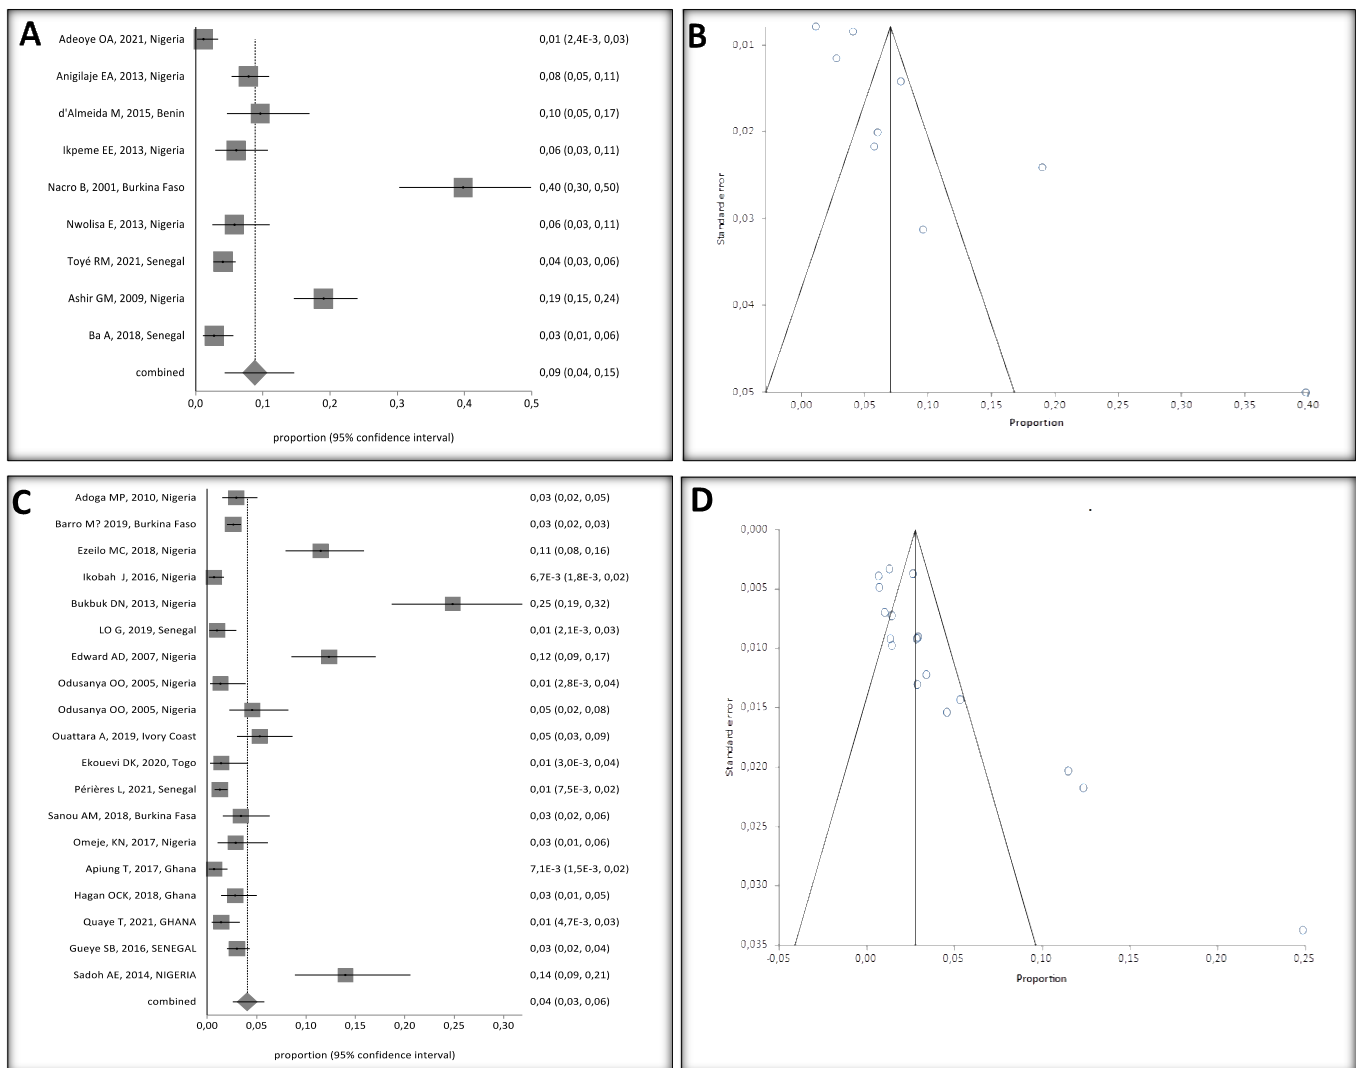 A
Adeoye OA, 2021, Nigeria 0,01 (2,4E-3, 0,03)
Anigilaje EA, 2013, Nigeria 0,08 (0,05, 0,11)
d'Almeida M, 2015, Benin 0,10 (0,05, 0,17)
Ikpeme EE, 2013, Nigeria 0,06 (0,03, 0,11)
Nacro B, 2001, Burkina Faso 0,40 (0,30, 0,50)
Nwolisa E, 2013, Nigeria 0,06 (0,03, 0,11)
Toyé RM, 2021, Senegal 0,04 (0,03, 0,06)
Ashir GM, 2009, Nigeria 0,19 (0,15, 0,24)
Ba A, 2018, Senegal 0,03 (0,01, 0,06)
combined 0,09 (0,04, 0,15)
0,0 0,1 0,2 0,3 0,4 0,5
proportion (95% confidence interval)
B
0,01
0,02
0,03
0,04
0,05
Standard error
0,00 0,05 0,10 0,15 0,20 0,25 0,30 0,35 0,40
Proportion
C
Adoga MP, 2010, Nigeria 0,03 (0,02, 0,05)
Barro M? 2019, Burkina Faso 0,03 (0,02, 0,03)
Ezeilo MC, 2018, Nigeria 0,11 (0,08, 0,16)
Ikobah J, 2016, Nigeria 6,7E-3 (1,8E-3, 0,02)
Bukbuk DN, 2013, Nigeria 0,25 (0,19, 0,32)
LO G, 2019, Senegal 0,01 (2,1E-3, 0,03)
Edward AD, 2007, Nigeria 0,12 (0,09, 0,17)
Odusanya OO, 2005, Nigeria 0,01 (2,8E-3, 0,04)
Odusanya OO, 2005, Nigeria 0,05 (0,02, 0,08)
Ouattara A, 2019, Ivory Coast 0,05 (0,03, 0,09)
Ekouevi DK, 2020, Togo 0,01 (3,0E-3, 0,04)
Périères L, 2021, Senegal 0,01 (7,5E-3, 0,02)
Sanou AM, 2018, Burkina Fasa 0,03 (0,02, 0,06)
Omeje, KN, 2017, Nigeria 0,03 (0,01, 0,06)
Apiung T, 2017, Ghana 7,1E-3 (1,5E-3, 0,02)
Hagan OCK, 2018, Ghana 0,03 (0,01, 0,05)
Quaye T, 2021, GHANA 0,01 (4,7E-3, 0,03)
Gueye SB, 2016, SENEGAL 0,03 (0,02, 0,04)
Sadoh AE, 2014, NIGERIA 0,14 (0,09, 0,21)
combined 0,04 (0,03, 0,06)
0,00 0,05 0,10 0,15 0,20 0,25 0,30
proportion (95% confidence interval)
D
0,000
0,005
0,010
0,015
0,020
0,025
0,030
0,035
Standard error
-0,05 0,00 0,05 0,10 0,15 0,20 0,25
Proportion